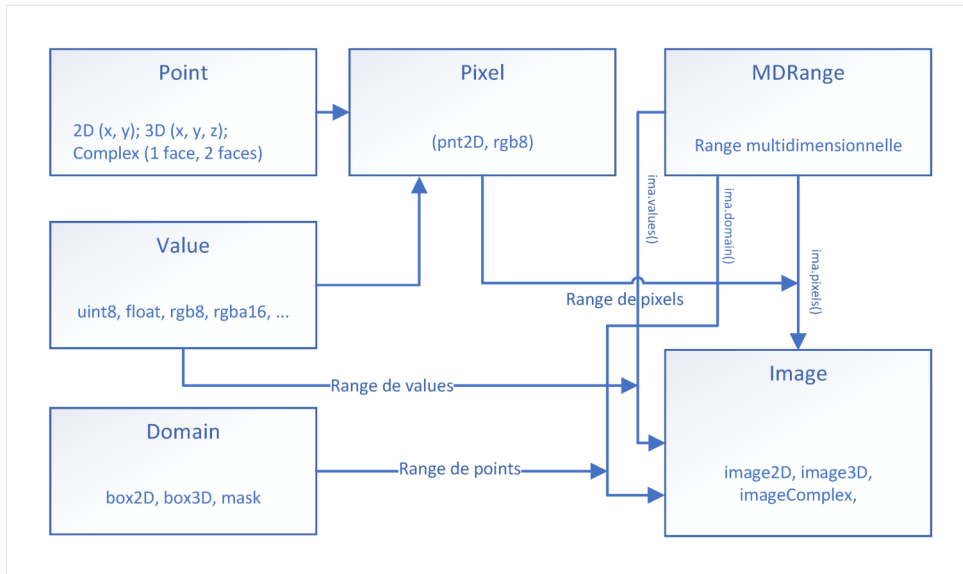 Point
2D (x, y); 3D (x, y, z);
Complex (1 face, 2 faces)
Pixel
(pnt2D, rgb8)
MDRange
Range multidimensionnelle
Value
uint8, float, rgb8, rgba16, ...
ima.values()
ima.domain()
ima.pixels()
Range de pixels
Range de values
Domain
box2D, box3D, mask
Range de points
Image
image2D, image3D,
imageComplex,